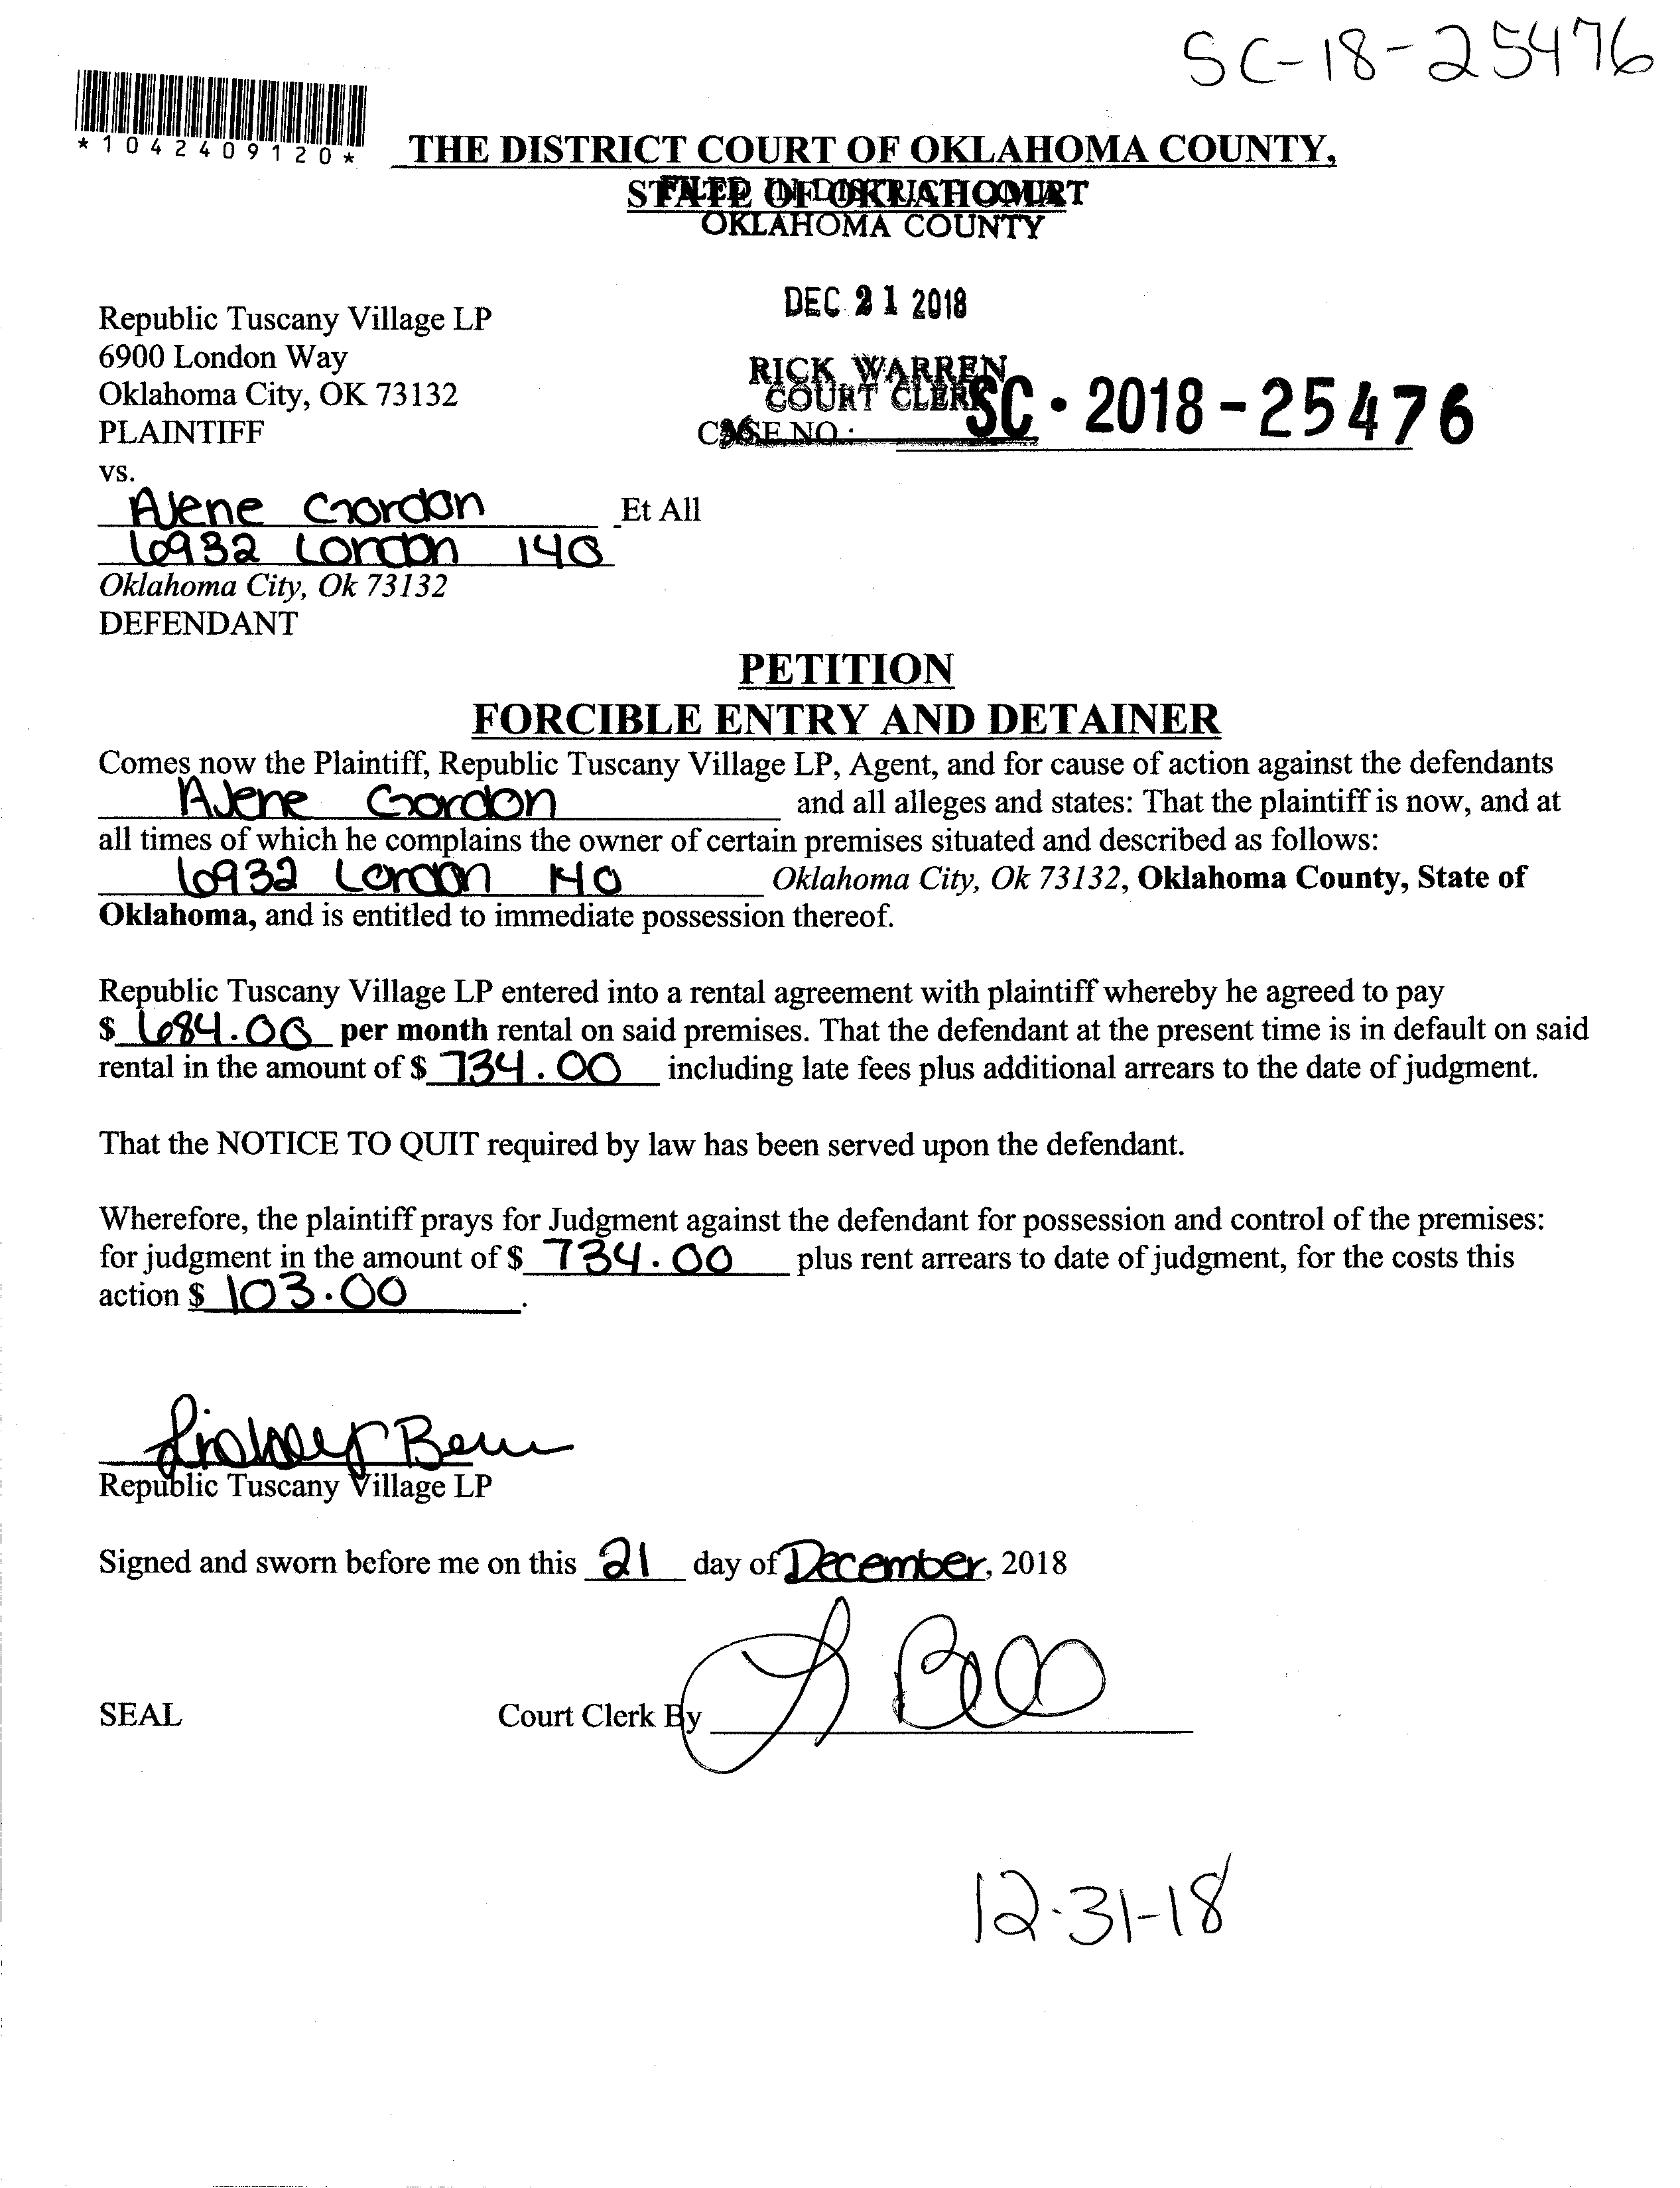 SC-18-25476
*1042409120*
THE DISTRICT COURT OF OKLAHOMA COUNTY,
STATE OF OKLAHOMA
FILED IN DISTRICT COURT
OKLAHOMA COUNTY
DEC 21 2018
Republic Tuscany Village LP
6900 London Way
Oklahoma City, OK 73132
PLAINTIFF
RICK WARREN
COURT CLERK
CASE NO.: SC - 2018 - 25476
vs.
AJene Gordon Et All
6932 London 140
Oklahoma City, Ok 73132
DEFENDANT
PETITION
FORCIBLE ENTRY AND DETAINER
Comes now the Plaintiff, Republic Tuscany Village LP, Agent, and for cause of action against the defendants
AJene Gordon and all alleges and states: That the plaintiff is now, and at
all times of which he complains the owner of certain premises situated and described as follows:
6932 London 140 Oklahoma City, Ok 73132, Oklahoma County, State of
Oklahoma, and is entitled to immediate possession thereof.
Republic Tuscany Village LP entered into a rental agreement with plaintiff whereby he agreed to pay
$ 684.00 per month rental on said premises. That the defendant at the present time is in default on said
rental in the amount of $ 734.00 including late fees plus additional arrears to the date of judgment.
That the NOTICE TO QUIT required by law has been served upon the defendant.
Wherefore, the plaintiff prays for Judgment against the defendant for possession and control of the premises:
for judgment in the amount of $ 734.00 plus rent arrears to date of judgment, for the costs this
action $ 103.00.
Republic Tuscany Village LP
Signed and sworn before me on this 21 day of December, 2018
SEAL Court Clerk By
12-31-18